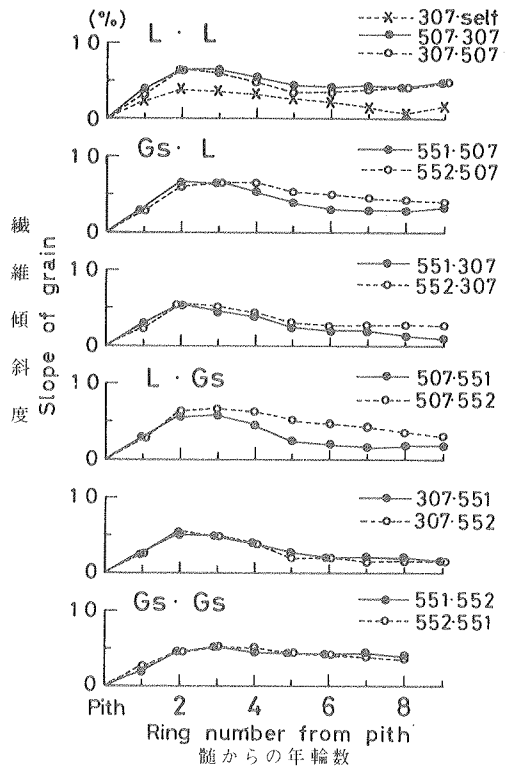 (%)
10
L · L
307·self
507·307
307·507
0
10
Gs · L
551·507
552·507
0
10
551·307
552·307
0
10
L · Gs
507·551
507·552
0
10
307·551
307·552
0
10
Gs · Gs
551·552
552·551
0
繊維傾斜度
Slope of grain
Pith 2 4 6 8
Ring number from pith
髄からの年輪数